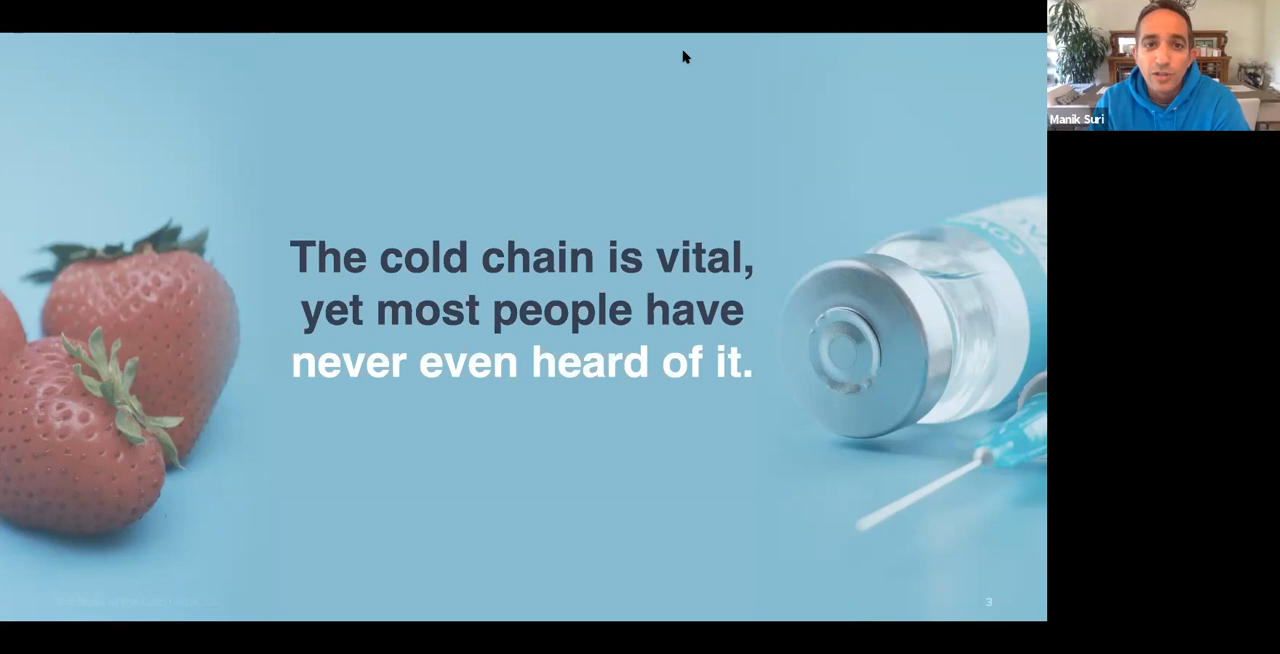 The cold chain is vital,
yet most people have
never even heard of it.
Manik Suri
3